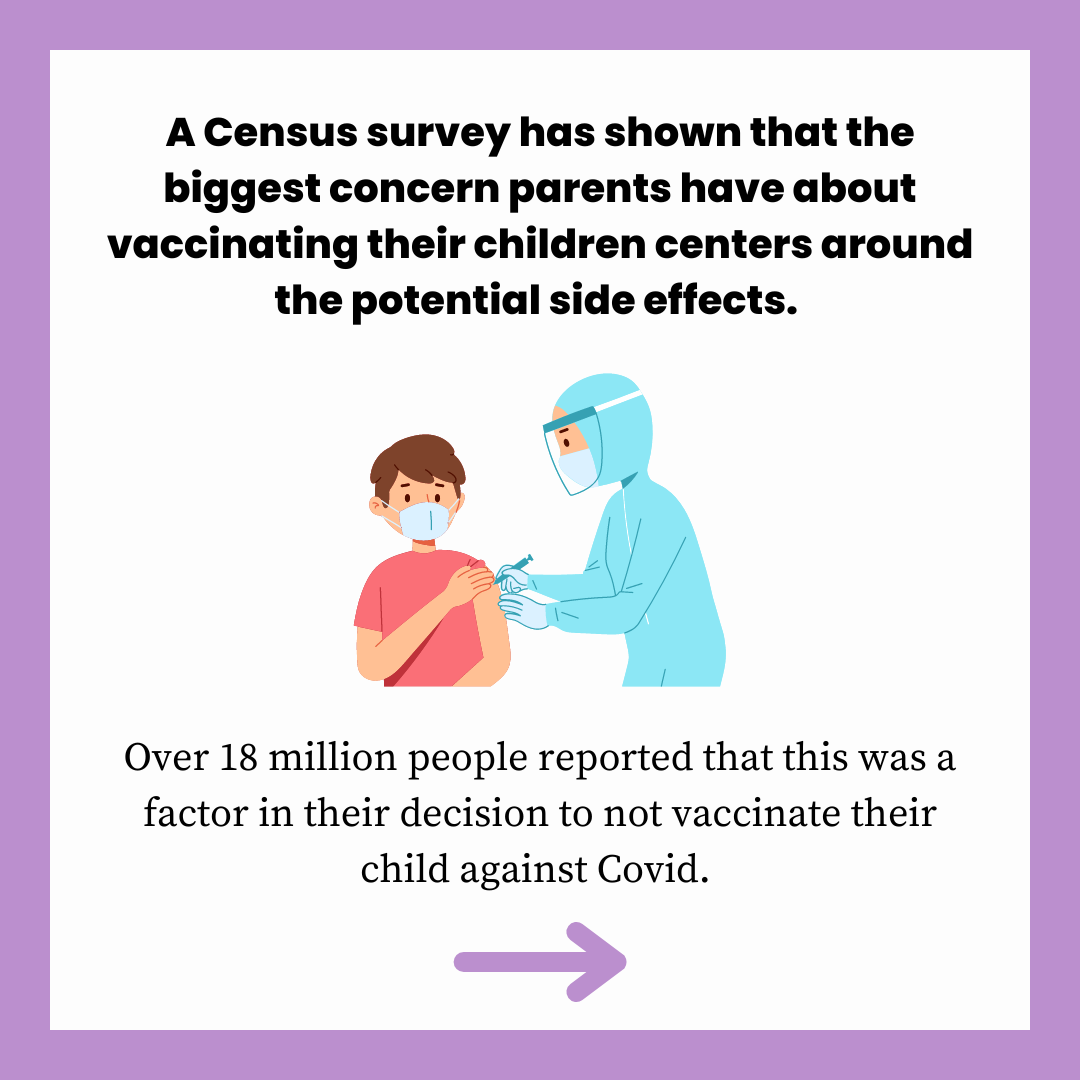 A Census survey has shown that the
biggest concern parents have about
vaccinating their children centers around
the potential side effects.
Over 18 million people reported that this was a
factor in their decision to not vaccinate their
child against Covid.